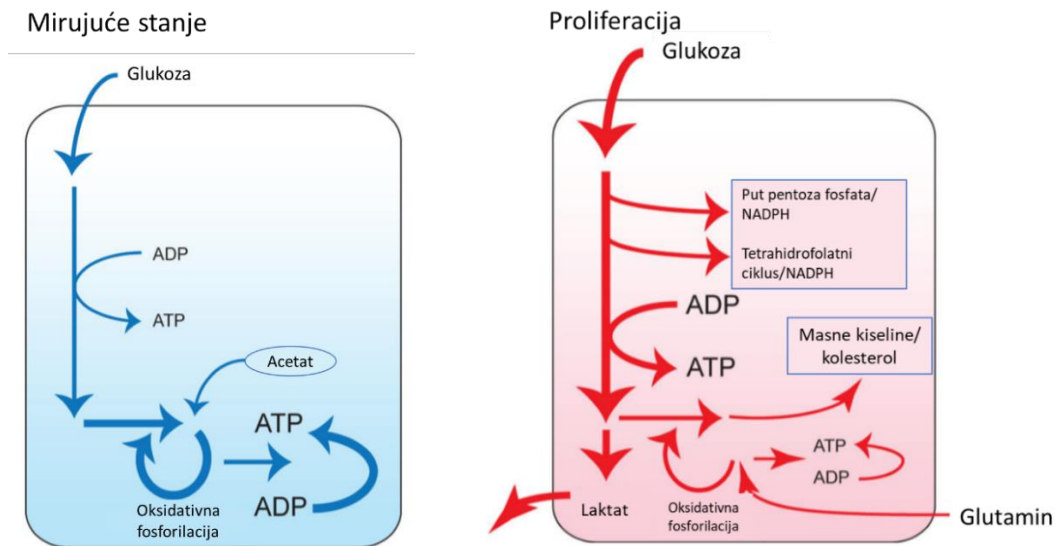 Mirujuće stanje
Glukoza
ADP
ATP
Acetat
ATP
ADP
Oksidativna
fosforilacija
Proliferacija
Glukoza
Put pentoza fosfata/
NADPH
Tetrahidrofolatni
ciklus/NADPH
ADP
ATP
Masne kiseline/
kolesterol
ATP
ADP
Laktat
Oksidativna
fosforilacija
Glutamin